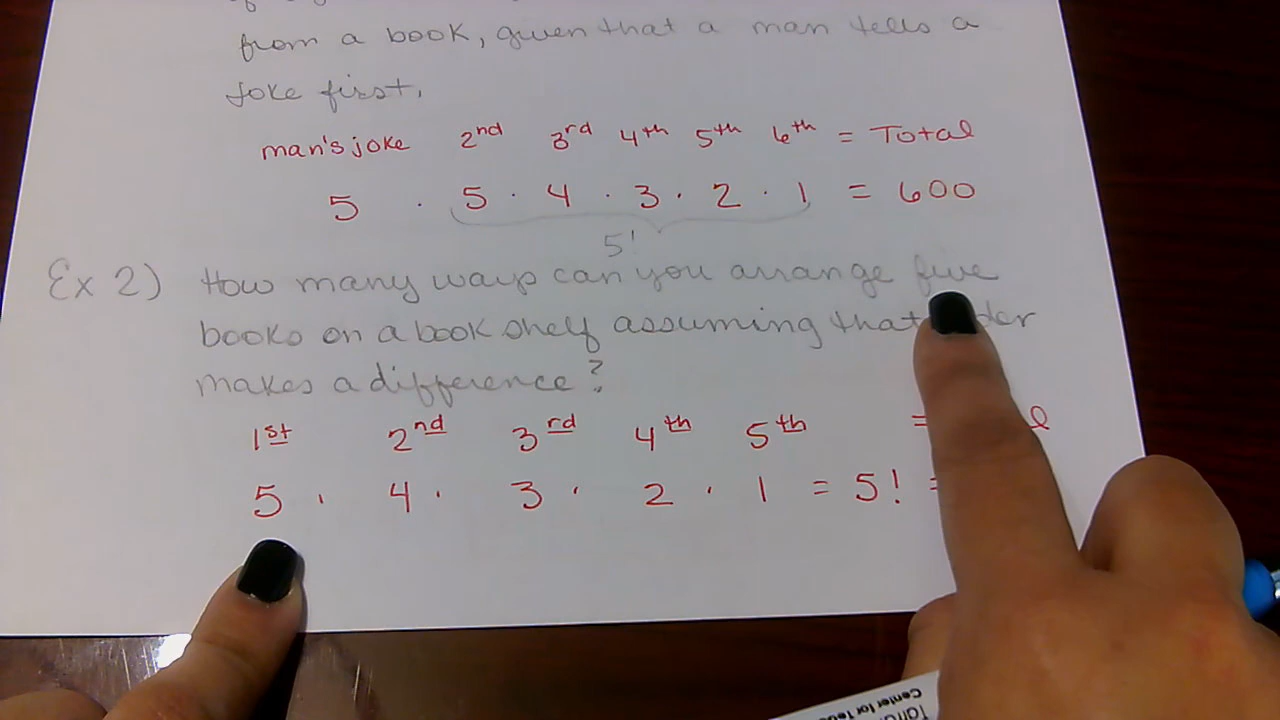 from a book, given that a man tells a
joke first.
man's joke 2nd 3rd 4th 5th 6th = Total
5 · 5 · 4 · 3 · 2 · 1 = 600
5!
Ex 2) How many ways can you arrange five
books on a book shelf assuming that
makes a difference?
1st 2nd 3rd 4th 5th =
5 · 4 · 3 · 2 · 1 = 5! =
Center for